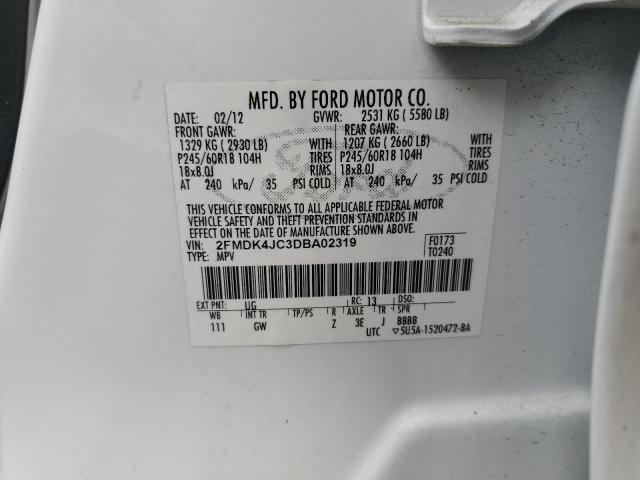 MFD. BY FORD MOTOR CO.
DATE: 02/12 GVWR: 2531 KG ( 5580 LB)
FRONT GAWR: REAR GAWR:
1329 KG ( 2930 LB) WITH 1207 KG ( 2660 LB) WITH
P245/60R18 104H TIRES P245/60R18 104H TIRES
18x8.0J RIMS 18x8.0J RIMS
AT 240 kPa/ 35 PSI COLD AT 240 kPa/ 35 PSI COLD
THIS VEHICLE CONFORMS TO ALL APPLICABLE FEDERAL MOTOR
VEHICLE SAFETY AND THEFT PREVENTION STANDARDS IN
EFFECT ON THE DATE OF MANUFACTURE SHOWN ABOVE.
VIN: 2FMDK4JC3DBA02319 F0173
TYPE: MPV T0240
EXT PNT: UG RC: 13 DSO:
WB INT TR TP/PS R AXLE TR SPR
111 GW Z 3E J BBBB
UTC 5U5A-1520472-BA